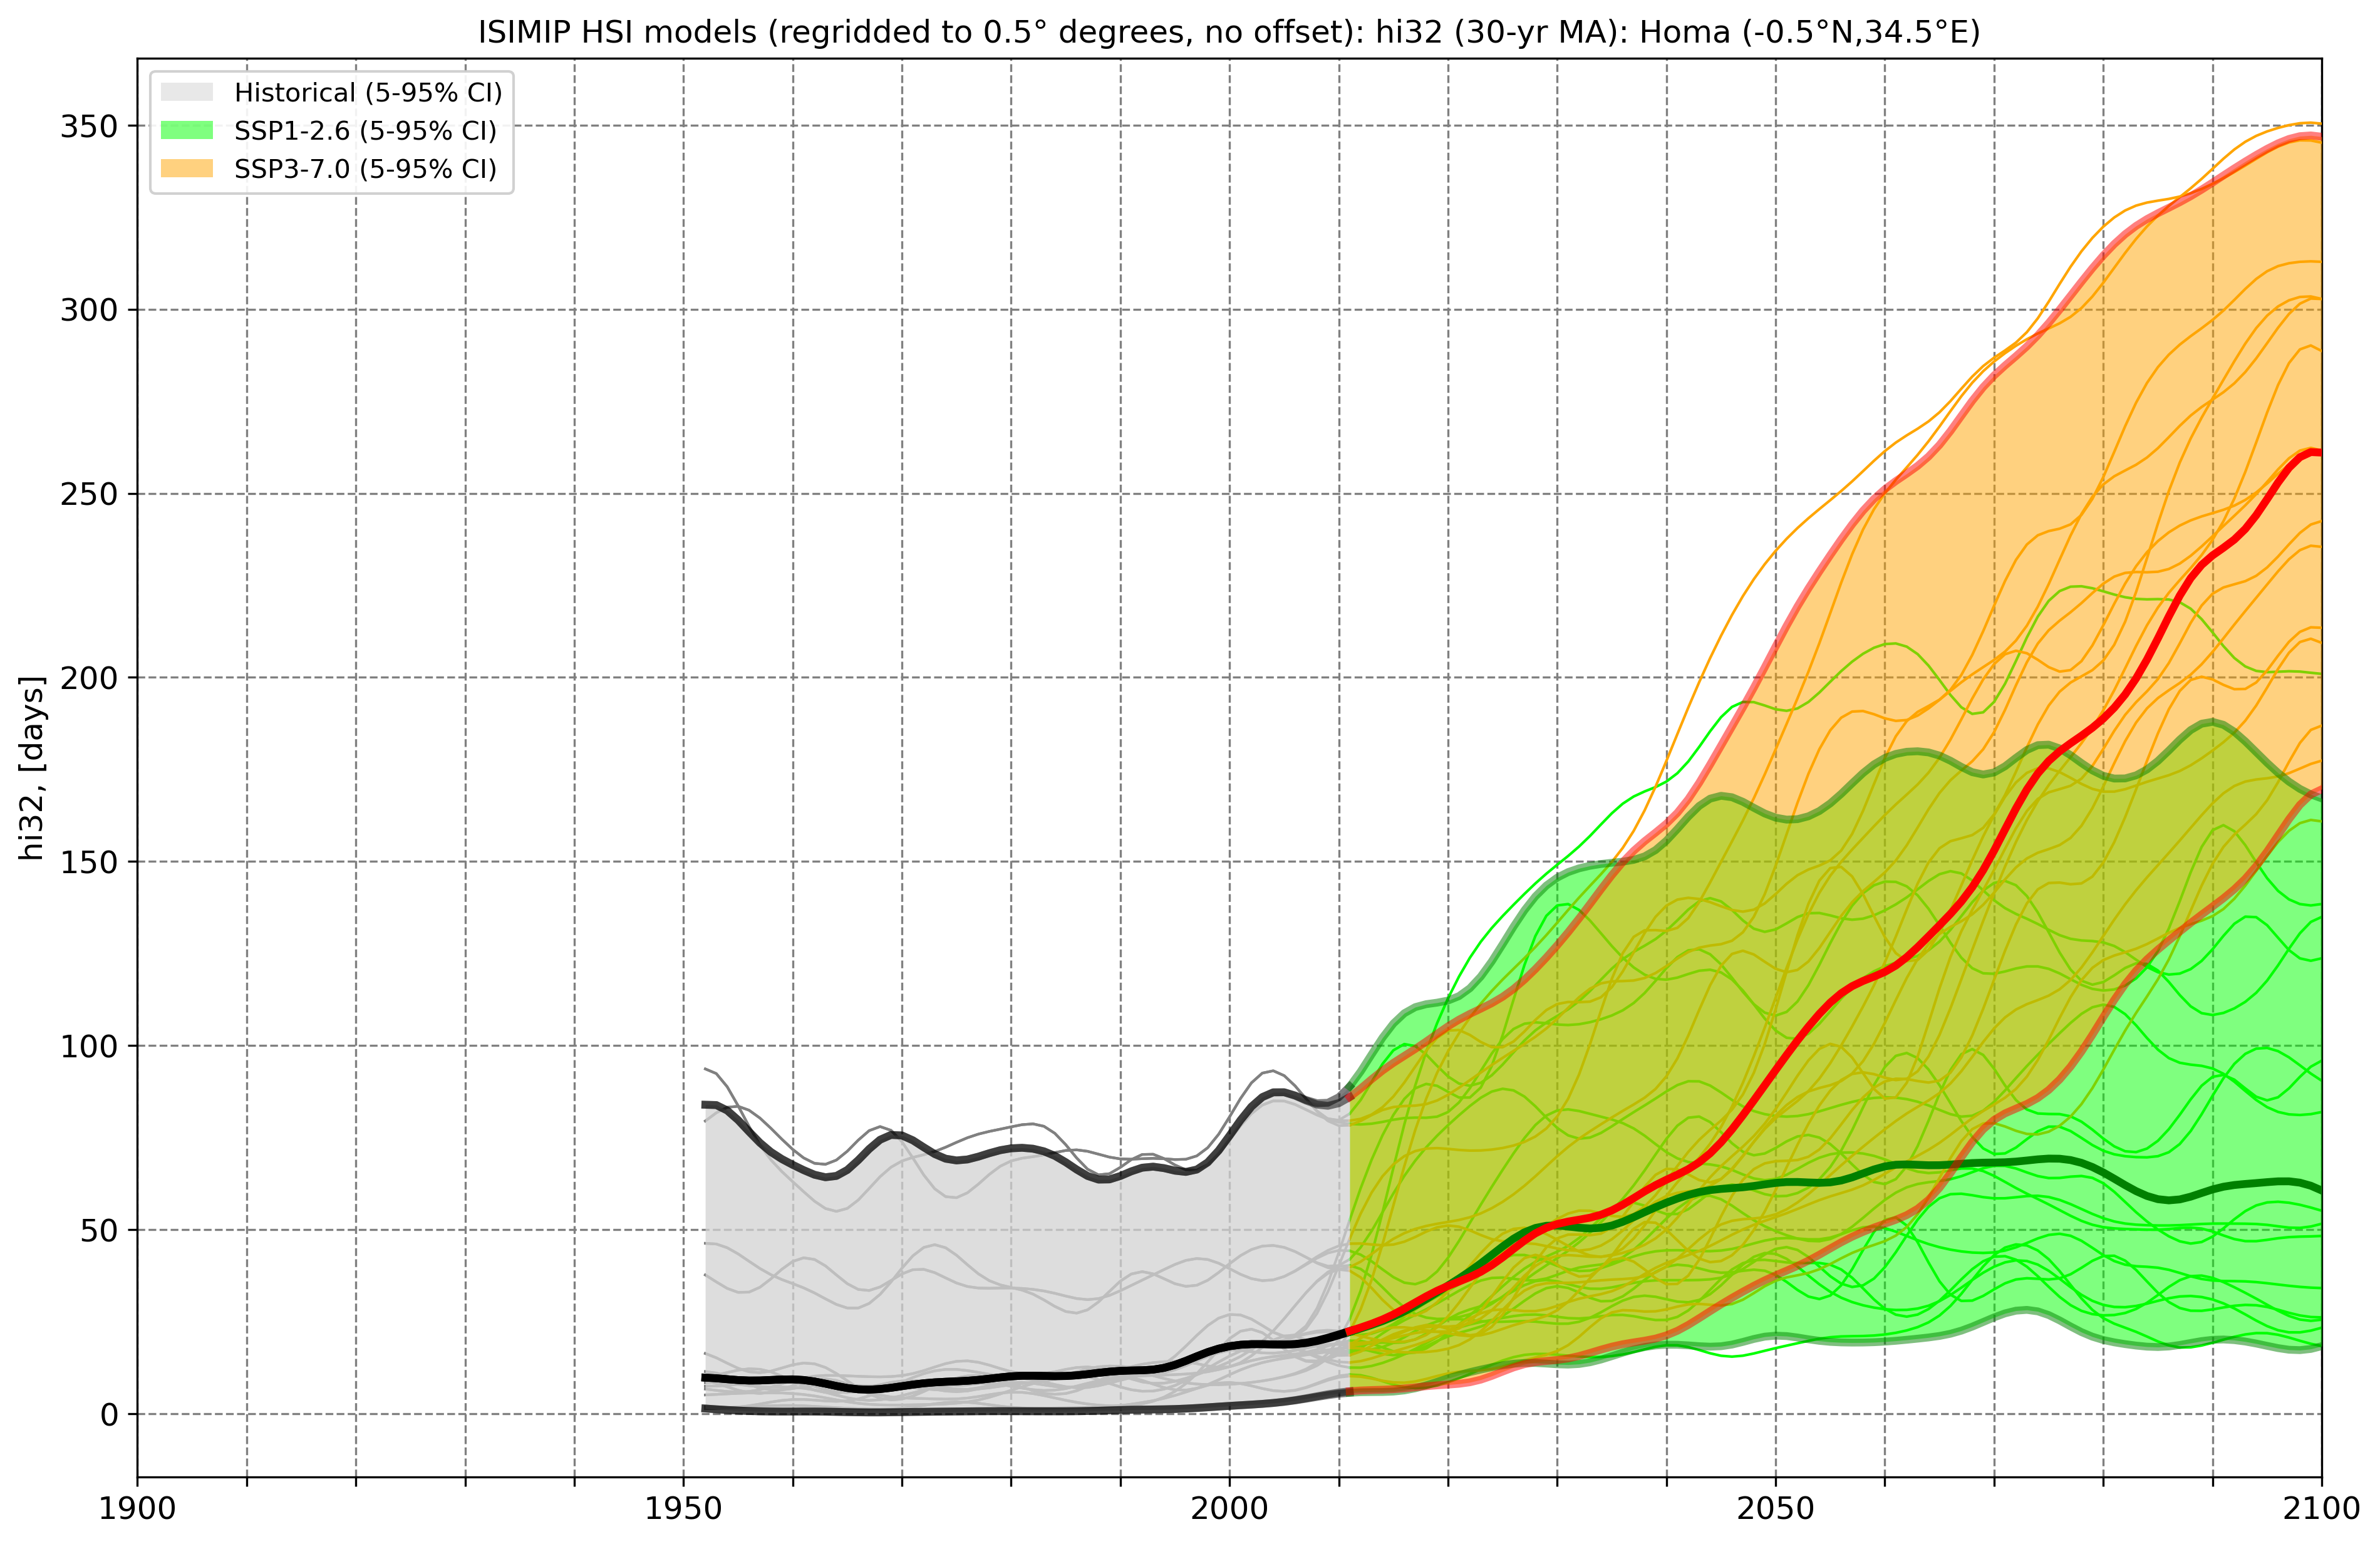 ISIMIP HSI models (regridded to 0.5° degrees, no offset): hi32 (30-yr MA): Homa (-0.5°N,34.5°E)
Historical (5-95% CI)
SSP1-2.6 (5-95% CI)
SSP3-7.0 (5-95% CI)
hi32, [days]
350
300
250
200
150
100
50
0
1900
1950
2000
2050
2100